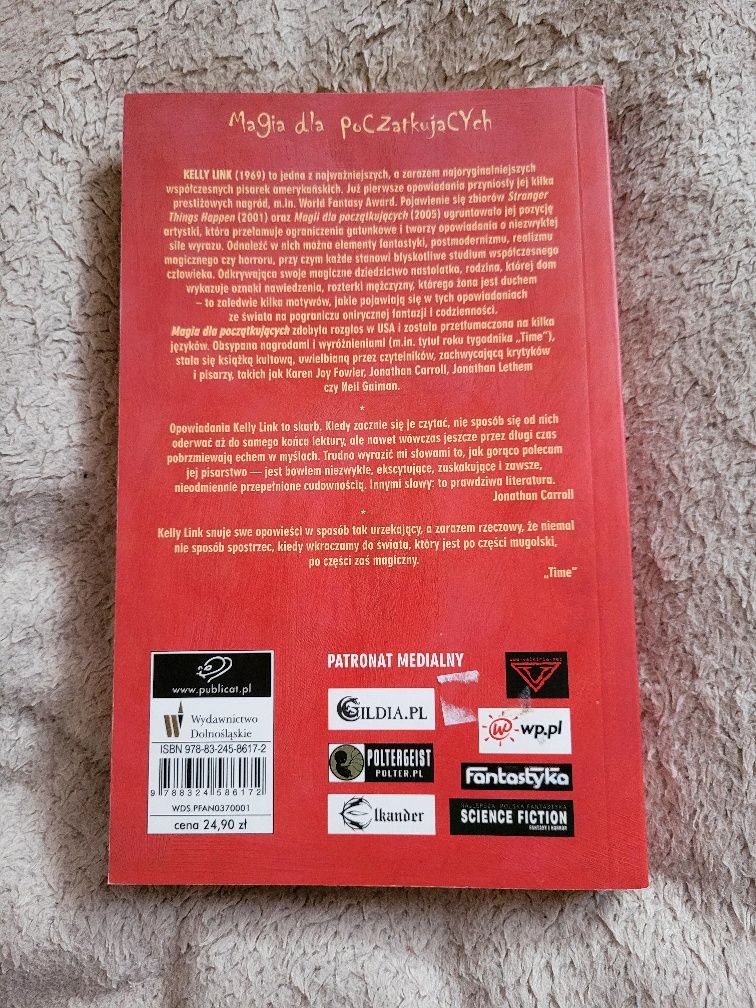 Magia dla poCZatkujaCYch
KELLY LINK (1969) to jedna z najważniejszych, a zarazem najoryginalniejszych
współczesnych pisarek amerykańskich. Już pierwsze opowiadania przyniosły jej kilka
prestiżowych nagród, m.in. World Fantasy Award. Pojawienie się zbiorów Stranger
Things Happen (2001) oraz Magii dla początkujących (2005) ugruntowało jej pozycję
artystki, która przełamuje ograniczenia gatunkowe i tworzy opowiadania o niezwykłej
sile wyrazu. Odnaleźć w nich można elementy fantastyki, postmodernizmu, realizmu
magicznego czy horroru, przy czym każde stanowi błyskotliwe studium współczesnego
człowieka. Odkrywająca swoje magiczne dziedzictwo nastolatka, rodzina, której dom
wykazuje oznaki nawiedzenia, rozterki mężczyzny, którego żona jest duchem
– to zaledwie kilka motywów, jakie pojawiają się w tych opowiadaniach
ze świata na pograniczu onirycznej fantazji i codzienności.
Magia dla początkujących zdobyła rozgłos w USA i została przetłumaczona na kilka
języków. Obsypana nagrodami i wyróżnieniami (m.in. tytuł roku tygodnika „Time"),
stała się książką kultową, uwielbianą przez czytelników, zachwycającą krytyków
i pisarzy, takich jak Karen Joy Fowler, Jonathan Carroll, Jonathan Lethem
czy Neil Gaiman.
*
Opowiadania Kelly Link to skarb. Kiedy zacznie się je czytać, nie sposób się od nich
oderwać aż do samego końca lektury, ale nawet wówczas jeszcze przez długi czas
pobrzmiewają echem w myślach. Trudno wyrazić mi słowami to, jak gorąco polecam
jej pisarstwo — jest bowiem niezwykłe, ekscytujące, zaskakujące i zawsze,
nieodmiennie przepełnione cudownością. Innymi słowy: to prawdziwa literatura.
Jonathan Carroll
*
Kelly Link snuje swe opowieści w sposób tak urzekający, a zarazem rzeczowy, że niemal
nie sposób spostrzec, kiedy wkraczamy do świata, który jest po części mugolski,
po części zaś magiczny.
„Time"
www.publicat.pl
Wydawnictwo
Dolnośląskie
ISBN 978-83-245-8617-2
9 788324 586172
WDS.PFAN0370001
cena 24,90 zł
PATRONAT MEDIALNY
GILDIA.PL
wp.pl
POLTERGEIST
POLTER.PL
Fantastyka
Elkander
NAJLEPSZA POLSKA FANTASTYKA
SCIENCE FICTION
FANTASY I HORROR